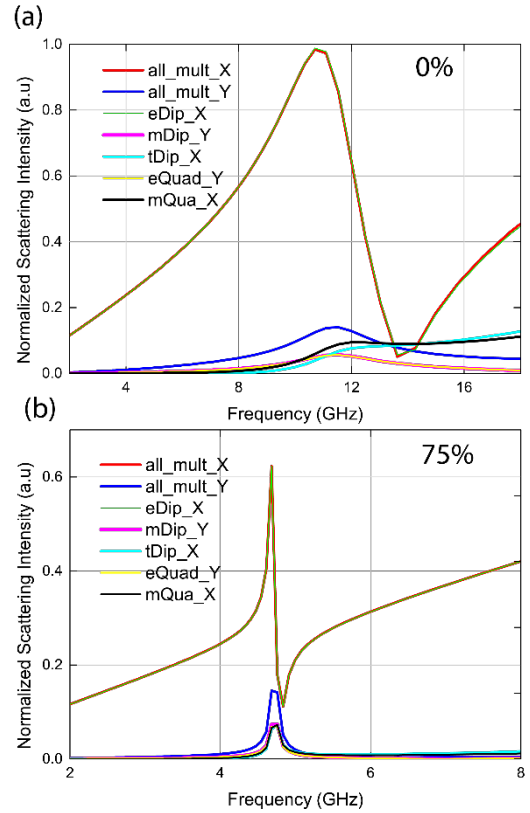 (a)
Normalized Scattering Intensity (a.u)
1.0
0.8
0.6
0.4
0.2
0.0
all_mult_X
all_mult_Y
eDip_X
mDip_Y
tDip_X
eQuad_Y
mQua_X
0%
4 8 12 16
Frequency (GHz)
(b)
Normalized Scattering Intensity (a.u)
0.6
0.4
0.2
0.0
all_mult_X
all_mult_Y
eDip_X
mDip_Y
tDip_X
eQuad_Y
mQua_X
75%
2 4 6 8
Frequency (GHz)